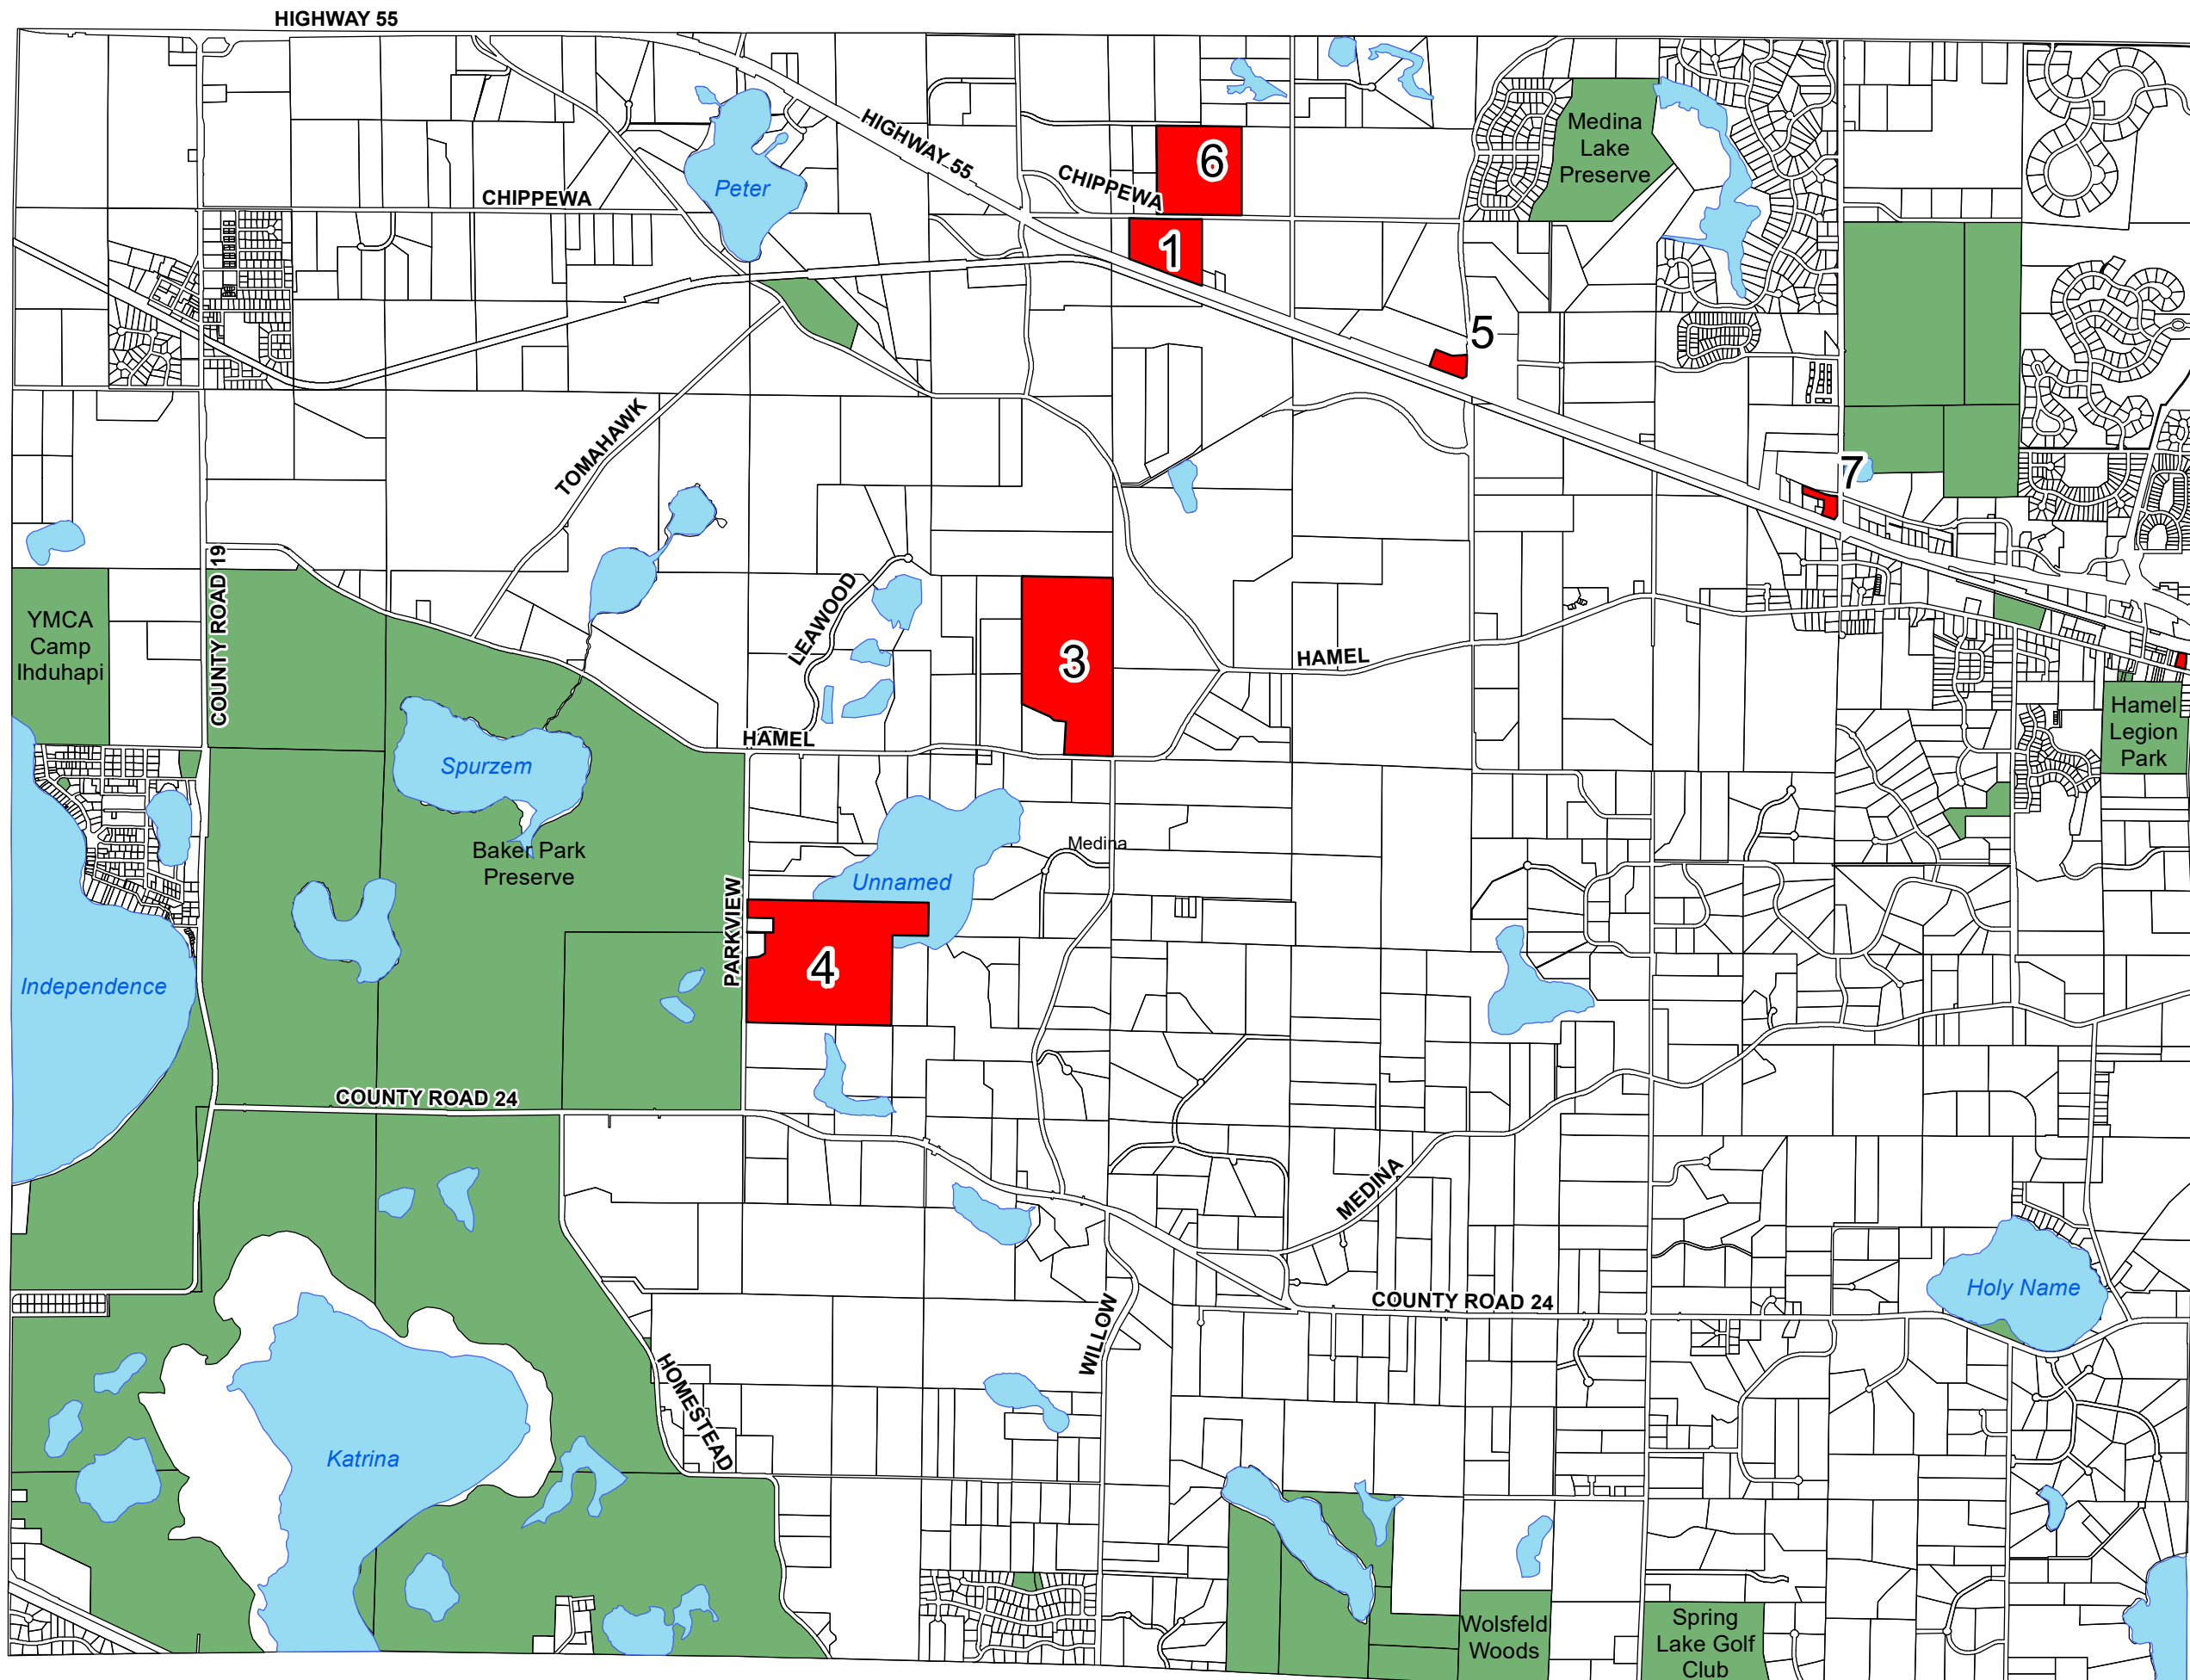 HIGHWAY 55
HIGHWAY 55
Medina
Lake
Preserve
6
CHIPPEWA
Peter
CHIPPEWA
1
5
TOMAHAWK
7
COUNTY ROAD 19
LEAWOOD
YMCA
Camp
Ihduhapi
3
HAMEL
Hamel
Legion
Park
HAMEL
Spurzem
Medina
Baker Park
Preserve
Unnamed
PARKVIEW
4
Independence
COUNTY ROAD 24
MEDINA
Holy Name
COUNTY ROAD 24
WILLOW
HOMESTEAD
Katrina
Wolsfeld
Woods
Spring
Lake Golf
Club